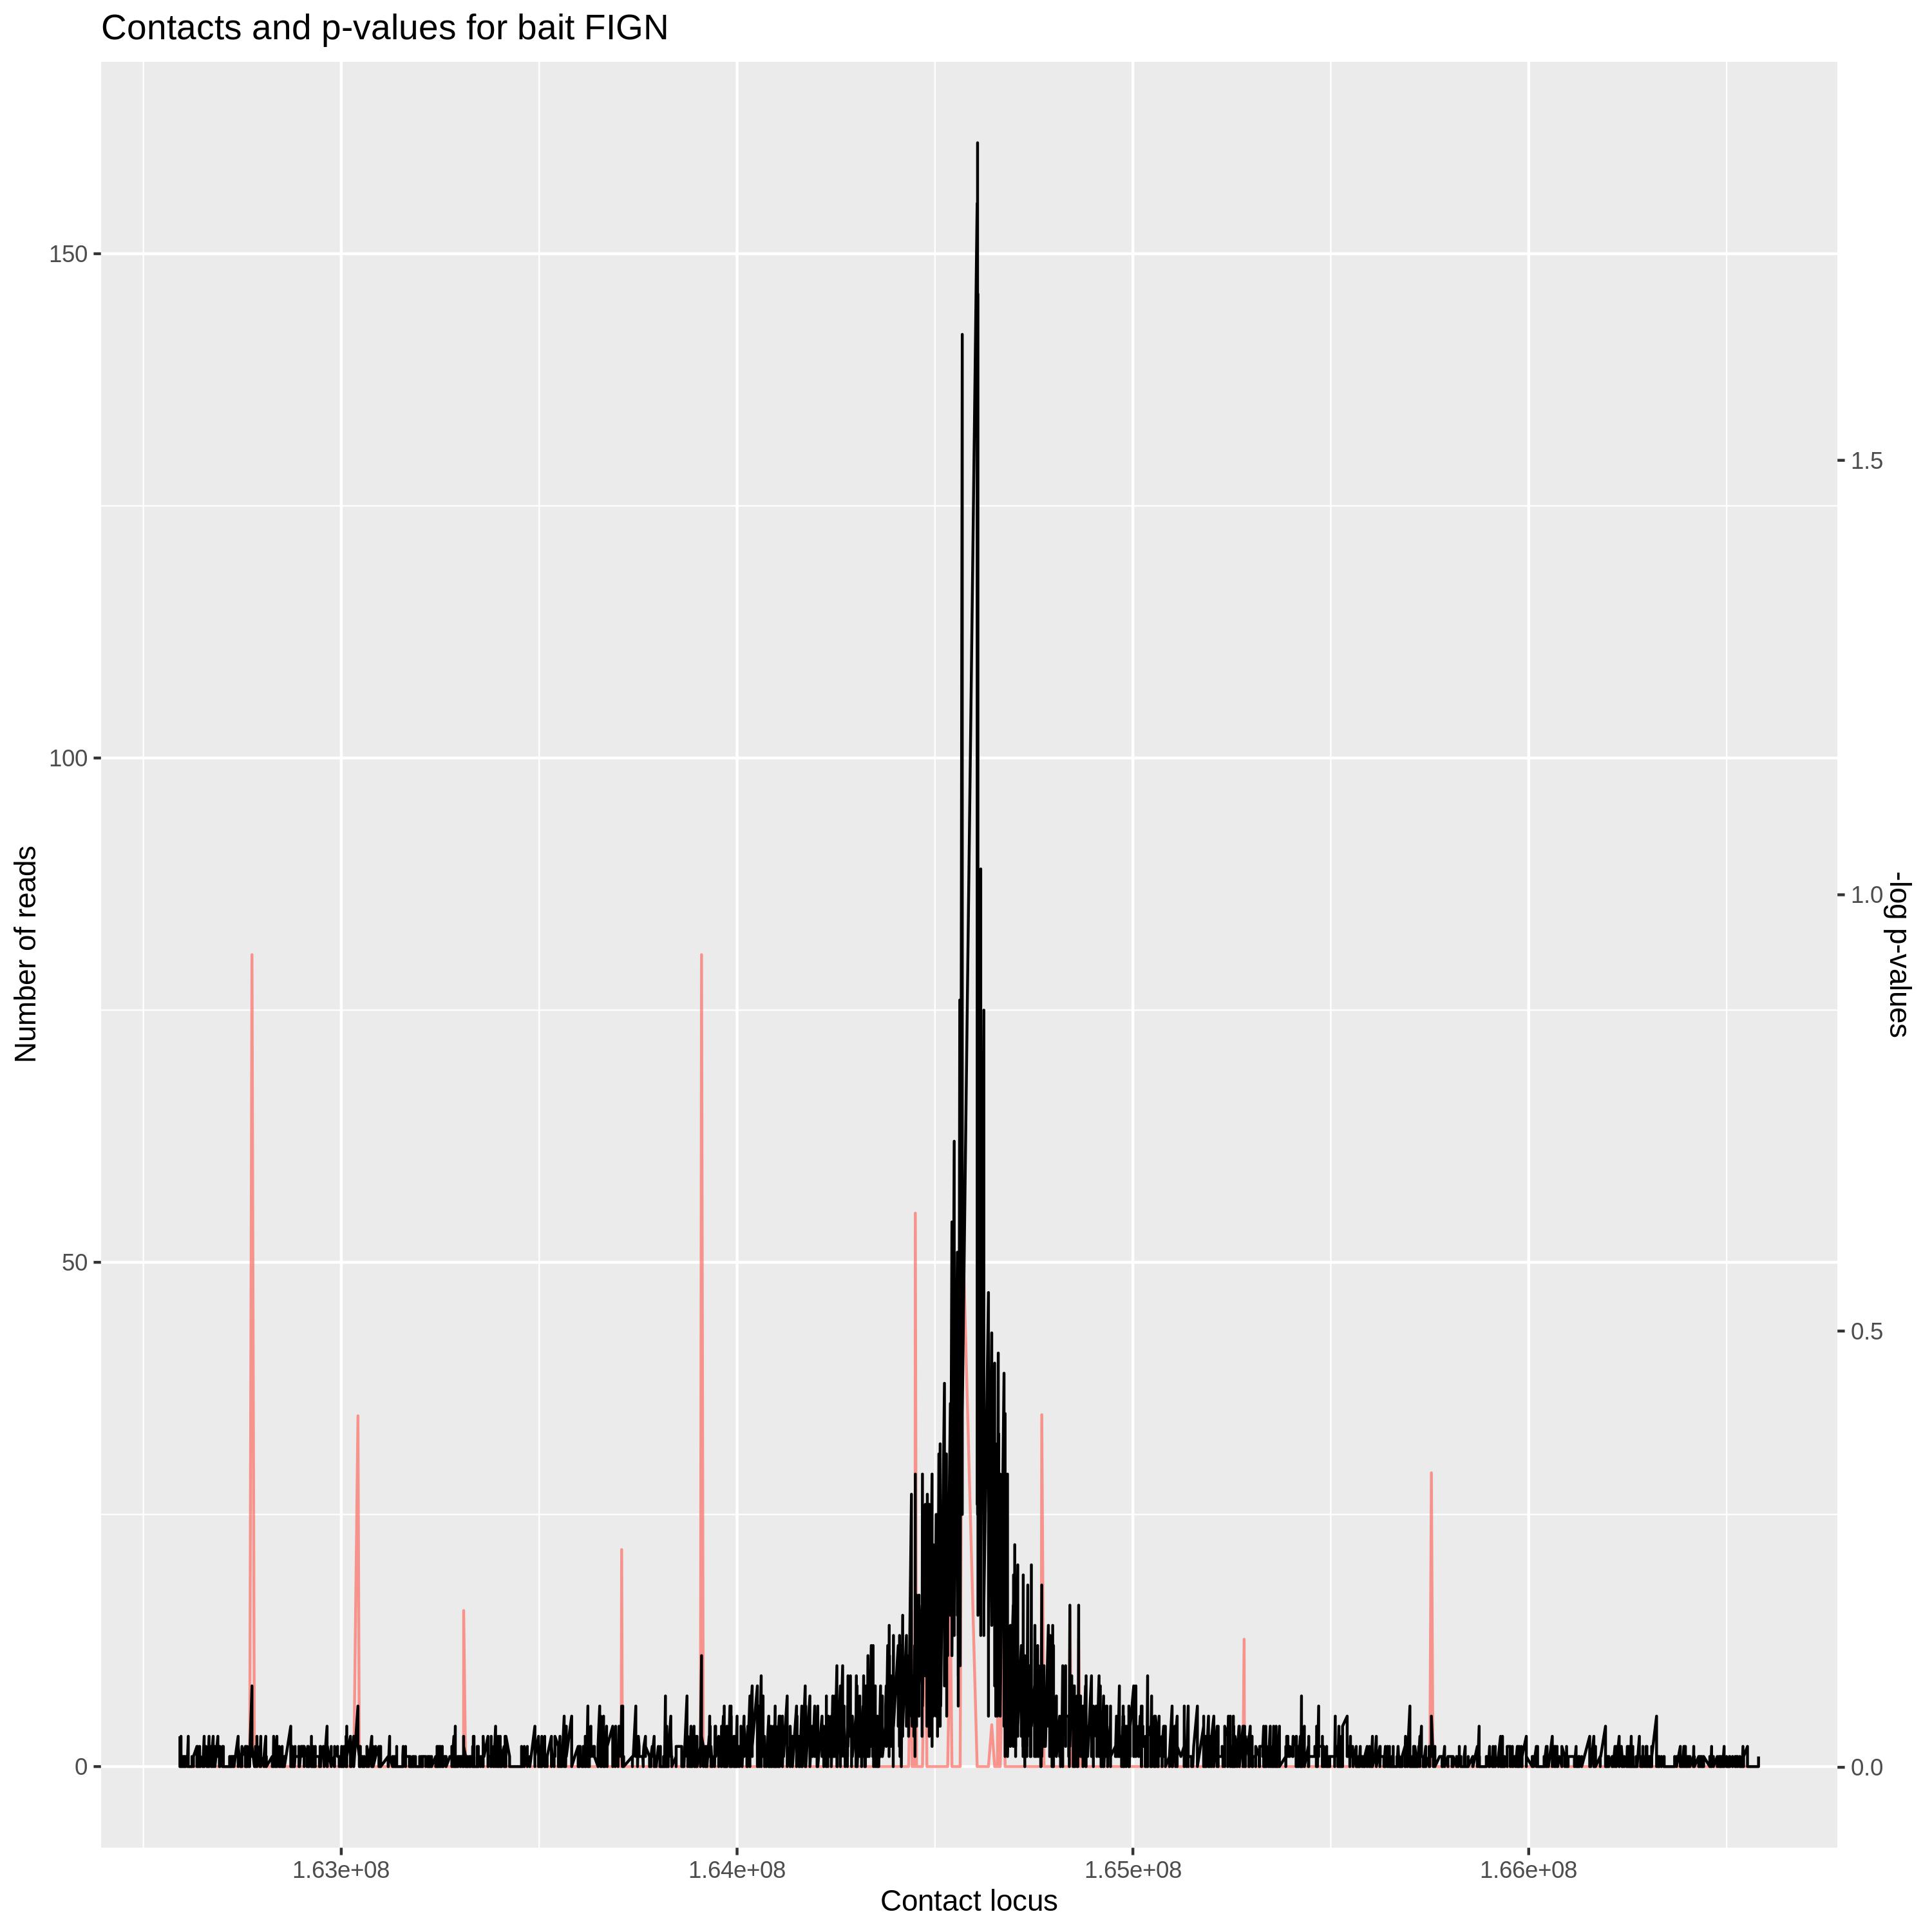 Contacts and p-values for bait FIGN
150
100
50
0
Number of reads
1.5
1.0
0.5
0.0
-log p-values
1.63e+08
1.64e+08
1.65e+08
1.66e+08
Contact locus